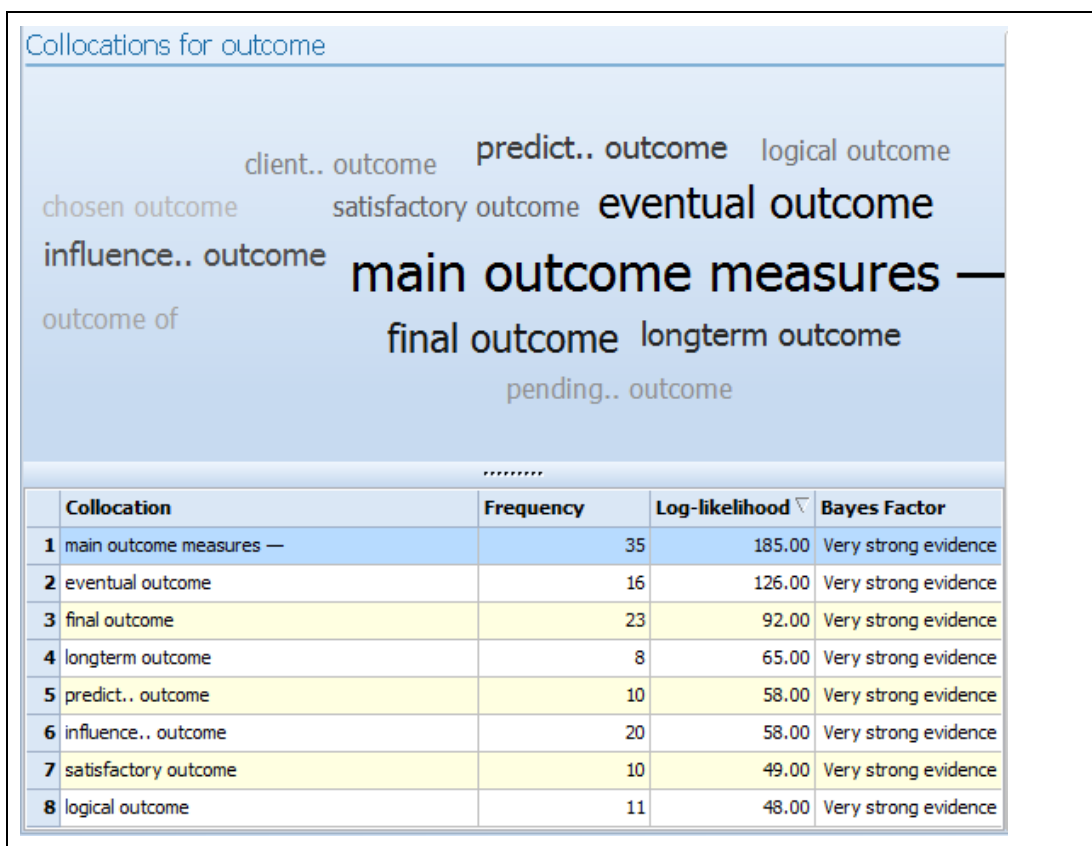 Collocations for outcome
predict.. outcome logical outcome
client.. outcome
chosen outcome satisfactory outcome eventual outcome
influence.. outcome
main outcome measures —
outcome of
final outcome longterm outcome
pending.. outcome
Collocation Frequency Log-likelihood Bayes Factor
1 main outcome measures — 35 185.00 Very strong evidence
2 eventual outcome 16 126.00 Very strong evidence
3 final outcome 23 92.00 Very strong evidence
4 longterm outcome 8 65.00 Very strong evidence
5 predict.. outcome 10 58.00 Very strong evidence
6 influence.. outcome 20 58.00 Very strong evidence
7 satisfactory outcome 10 49.00 Very strong evidence
8 logical outcome 11 48.00 Very strong evidence